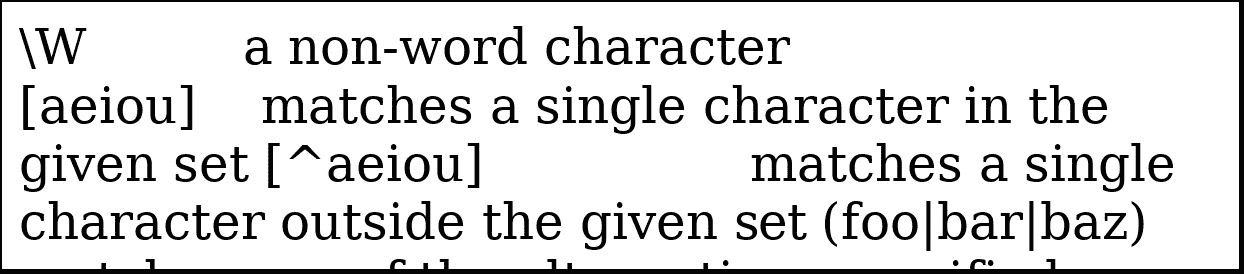 \W a non-word character
[aeiou] matches a single character in the
given set [^aeiou] matches a single
character outside the given set (foo|bar|baz)